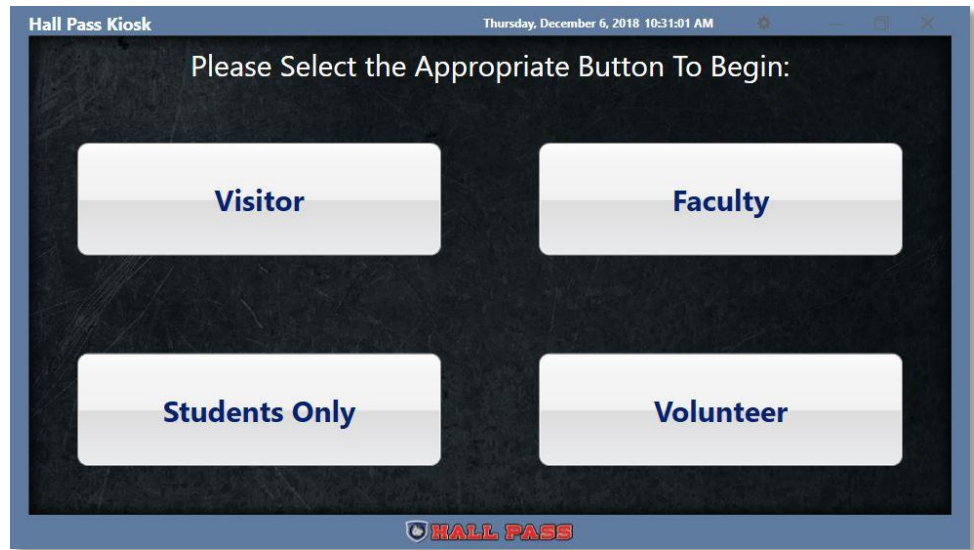 Hall Pass Kiosk Thursday, December 6, 2018 10:31:01 AM
Please Select the Appropriate Button To Begin:
Visitor Faculty
Students Only Volunteer
HALL PASS